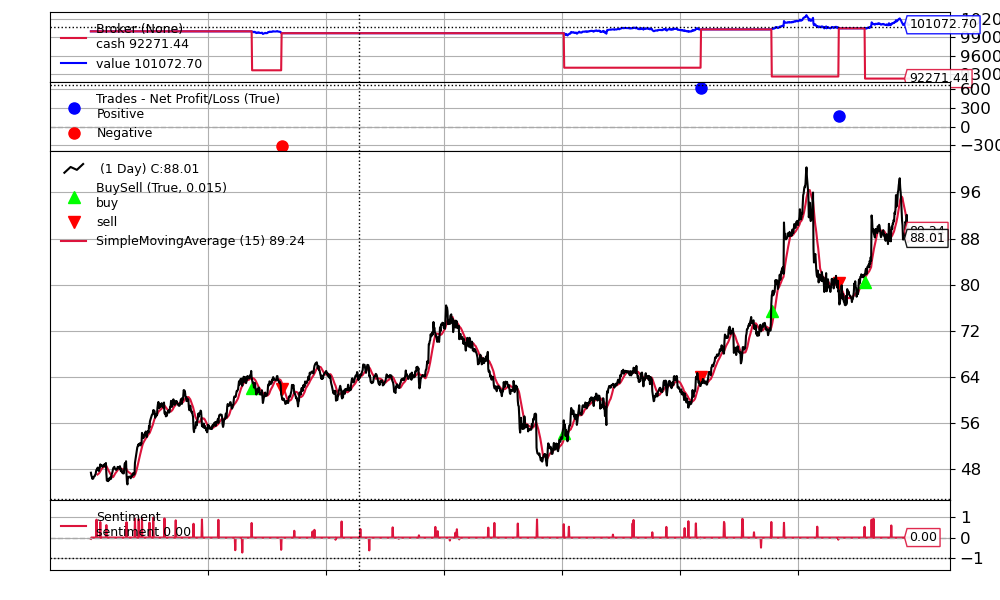 Broker (None)
cash 92271.44
value 101072.70
101072.70
9900
9600
92271.44
Trades - Net Profit/Loss (True)
Positive
Negative
600
300
0
−300
(1 Day) C:88.01
BuySell (True, 0.015)
buy
sell
SimpleMovingAverage (15) 89.24
96
88
80
72
64
56
48
89.24
88.01
Sentiment
sentiment 0.00
1
0
−1
0.00